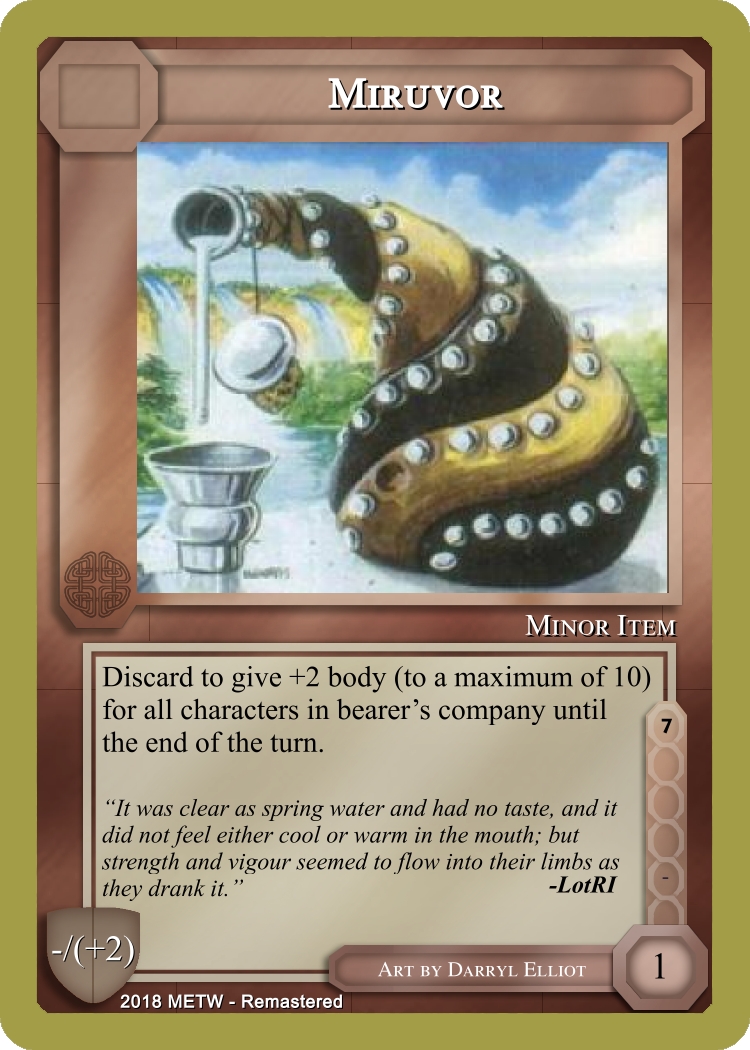 Miruvor
Minor Item
Discard to give +2 body (to a maximum of 10)
for all characters in bearer's company until
the end of the turn.
7
"It was clear as spring water and had no taste, and it
did not feel either cool or warm in the mouth; but
strength and vigour seemed to flow into their limbs as
they drank it."
-LotRI
-
-/(+2)
Art by Darryl Elliot
1
2018 METW - Remastered